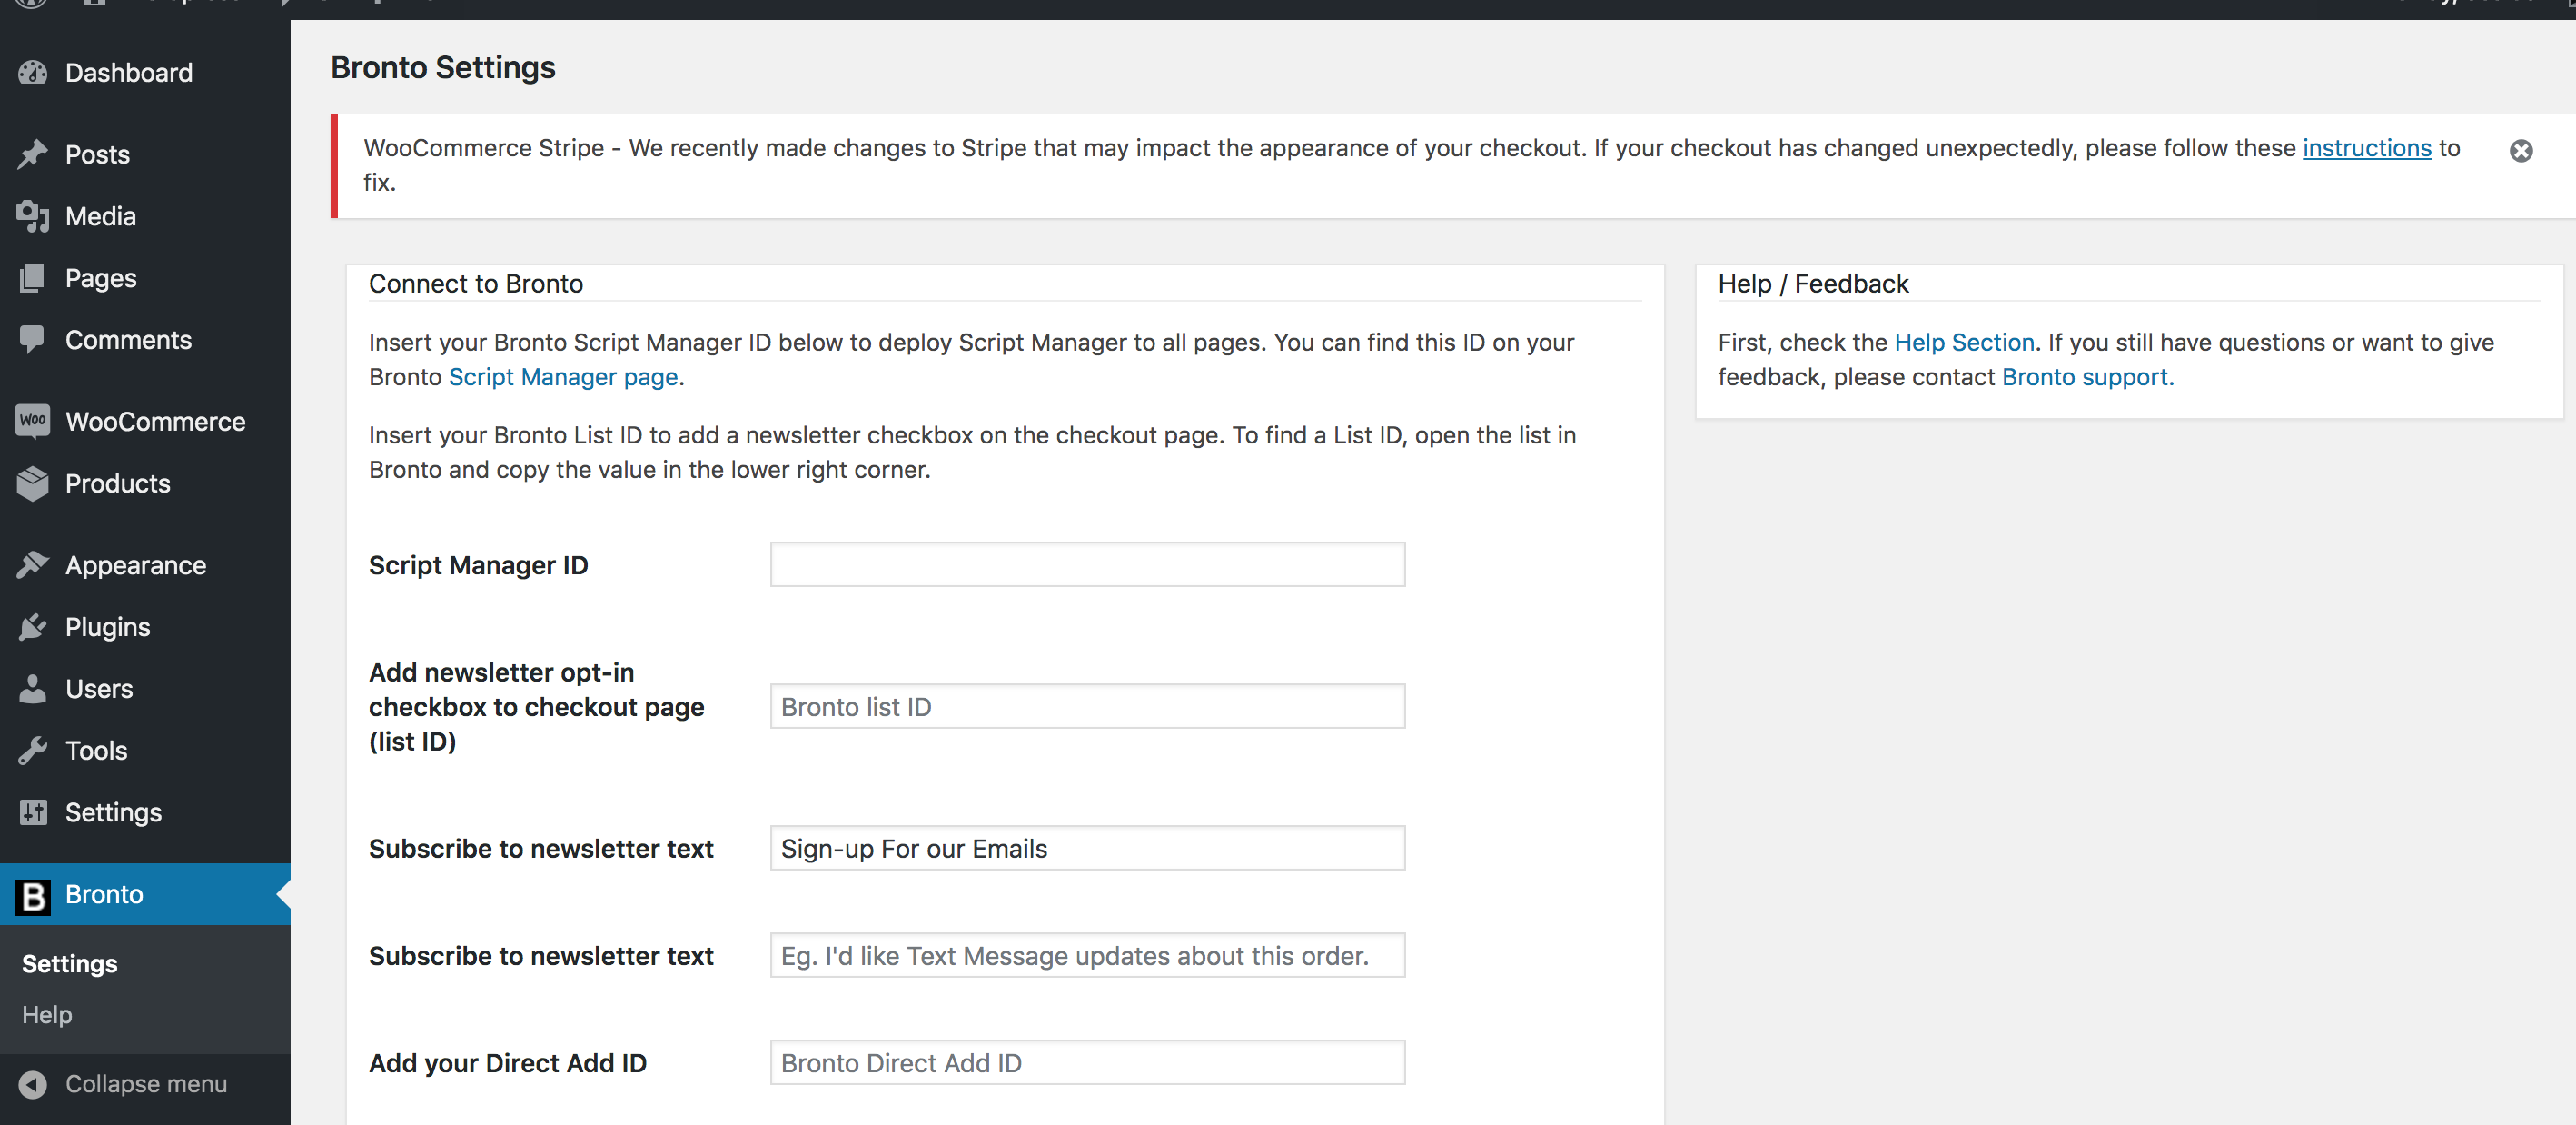 Dashboard
Posts
Media
Pages
Comments
Woo WooCommerce
Products
Appearance
Plugins
Users
Tools
Settings
B Bronto
Settings
Help
Collapse menu
Bronto Settings
WooCommerce Stripe - We recently made changes to Stripe that may impact the appearance of your checkout. If your checkout has changed unexpectedly, please follow these instructions to
fix.
Connect to Bronto
Insert your Bronto Script Manager ID below to deploy Script Manager to all pages. You can find this ID on your
Bronto Script Manager page.
Insert your Bronto List ID to add a newsletter checkbox on the checkout page. To find a List ID, open the list in
Bronto and copy the value in the lower right corner.
Script Manager ID
Add newsletter opt-in
checkbox to checkout page
(list ID)
Bronto list ID
Subscribe to newsletter text
Sign-up For our Emails
Subscribe to newsletter text
Eg. I'd like Text Message updates about this order.
Add your Direct Add ID
Bronto Direct Add ID
Help / Feedback
First, check the Help Section. If you still have questions or want to give
feedback, please contact Bronto support.